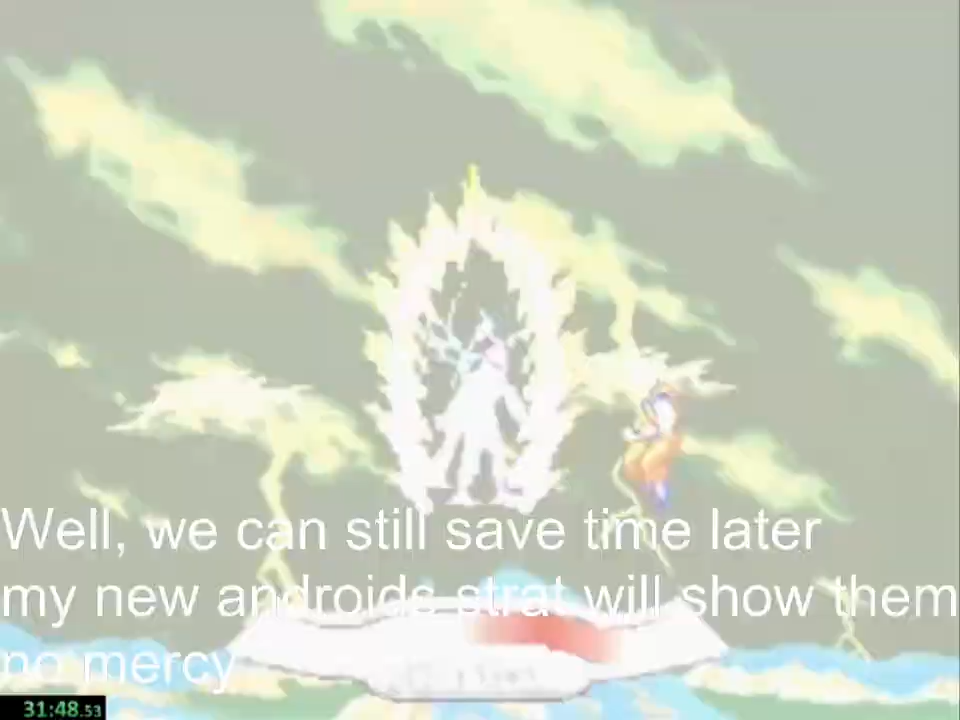 Well, we can still save time later
my new androids strat will show them
no mercy
31:48.53